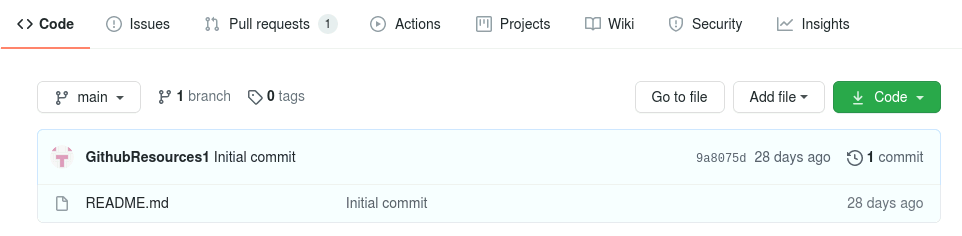 Code Issues Pull requests 1 Actions Projects Wiki Security Insights
main 1 branch 0 tags Go to file Add file Code
GithubResources1 Initial commit 9a8075d 28 days ago 1 commit
README.md Initial commit 28 days ago